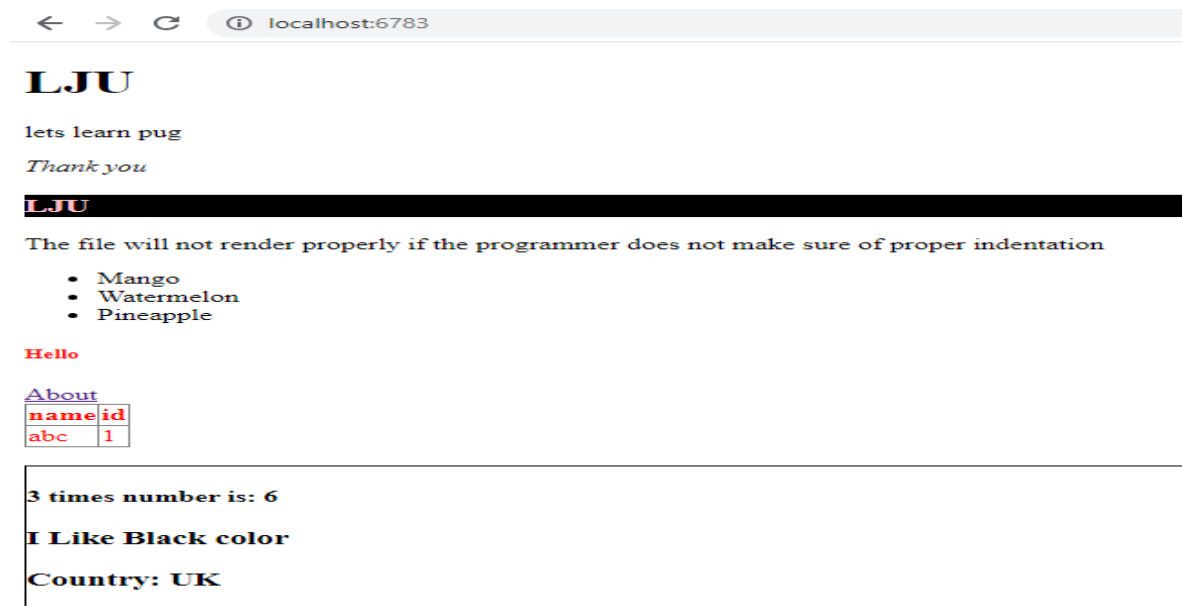 localhost:6783
LJU
lets learn pug
Thank you
LJU
The file will not render properly if the programmer does not make sure of proper indentation
Mango
Watermelon
Pineapple
Hello
About
name id
abc 1
3 times number is: 6
I Like Black color
Country: UK